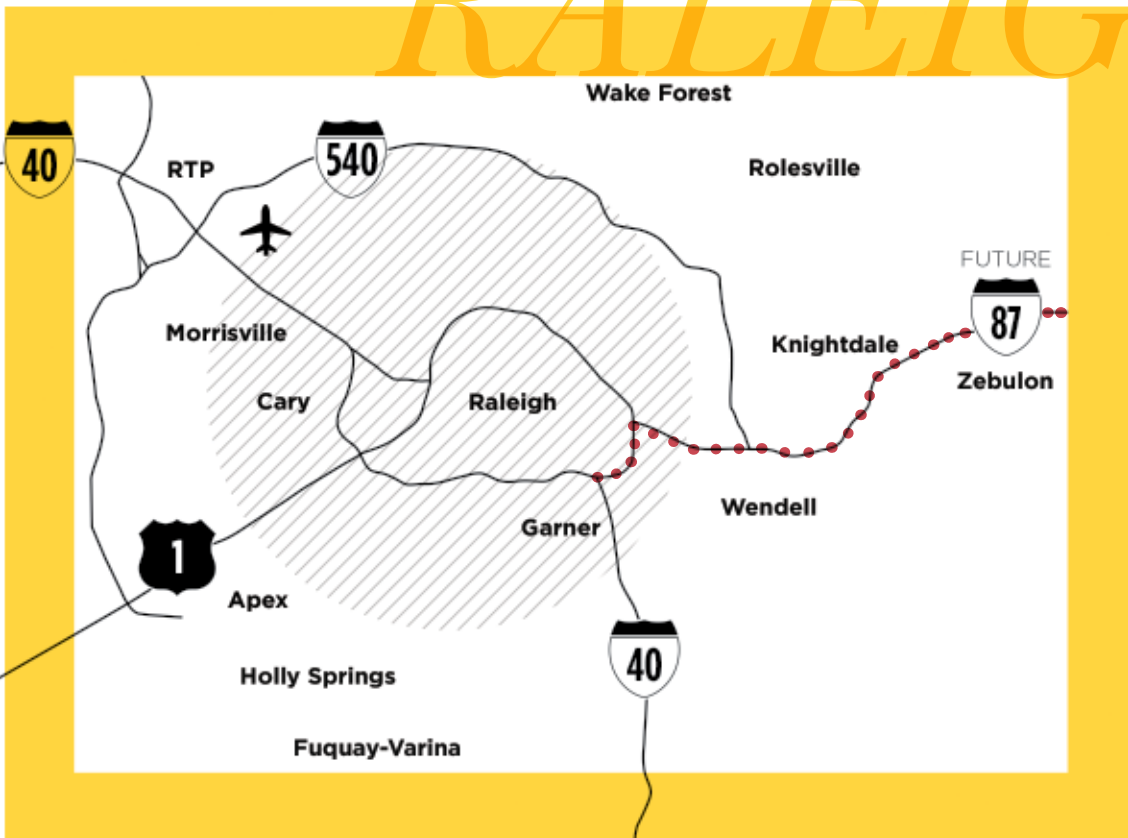 RALEIG
Wake Forest
40
540
RTP
Rolesville
FUTURE
87
Morrisville
Knightdale
Zebulon
Cary
Raleigh
Wendell
Garner
1
Apex
40
Holly Springs
Fuquay-Varina